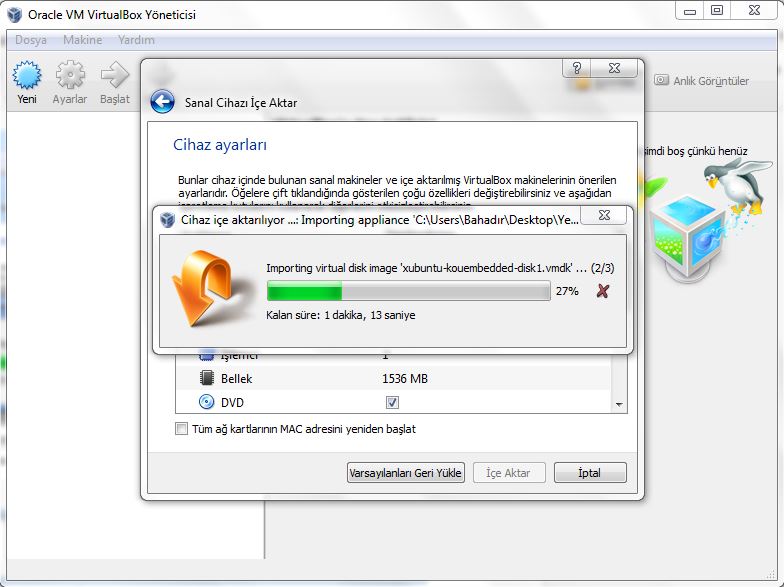 Oracle VM VirtualBox Yöneticisi
Dosya Makine Yardım
Yeni Ayarlar Başlat
Anlık Görüntüler
Sanal Cihazı İçe Aktar
Cihaz ayarları
şimdi boş çünkü henüz
Bunlar cihaz içinde bulunan sanal makineler ve içe aktarılmış VirtualBox makinelerinin önerilen
ayarlarıdır. Öğelere çift tıklandığında gösterilen çoğu özellikleri değiştirebilirsiniz ve aşağıdan
Cihaz içe aktarılıyor ...: Importing appliance 'C:\Users\Bahadır\Desktop\Ye...
Importing virtual disk image 'xubuntu-kouembedded-disk1.vmdk' ... (2/3)
27%
Kalan süre: 1 dakika, 13 saniye
İşlemci 1
Bellek 1536 MB
DVD
Tüm ağ kartlarının MAC adresini yeniden başlat
Varsayılanları Geri Yükle İçe Aktar İptal